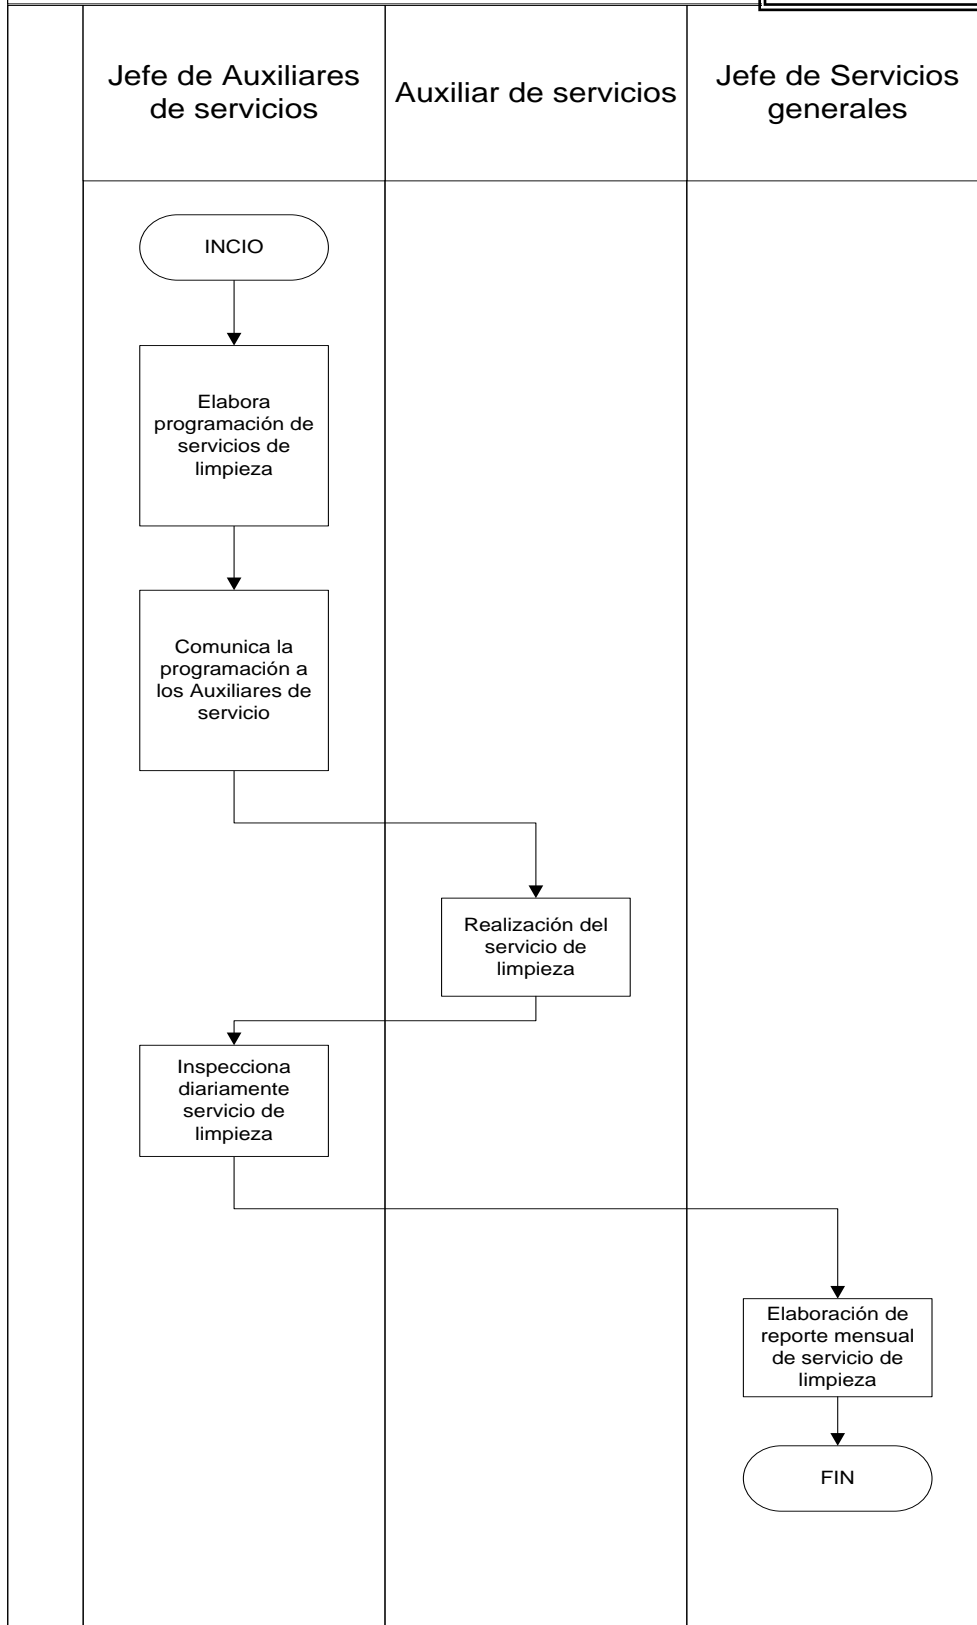 Jefe de Auxiliares
de servicios
Auxiliar de servicios
Jefe de Servicios
generales
INCIO
Elabora
programación de
servicios de
limpieza
Comunica la
programación a
los Auxiliares de
servicio
Realización del
servicio de
limpieza
Inspecciona
diariamente
servicio de
limpieza
Elaboración de
reporte mensual
de servicio de
limpieza
FIN